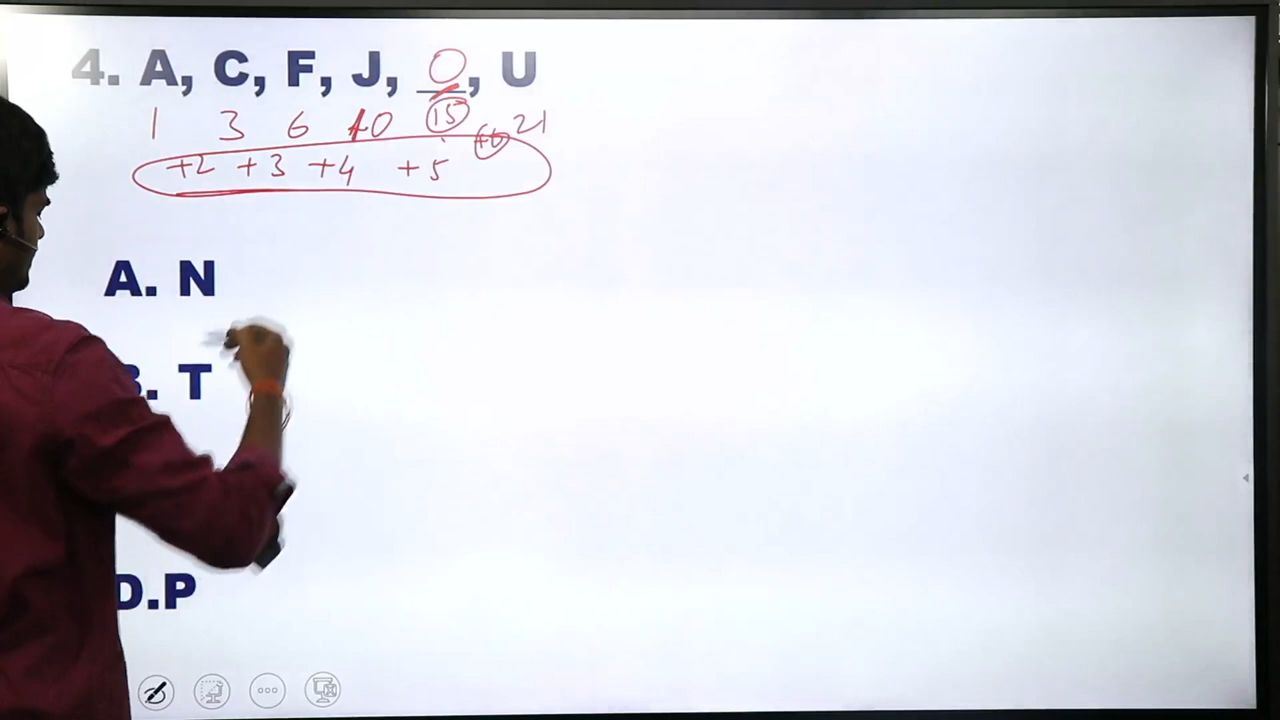 4. A, C, F, J, O, U
1 3 6 10 15 21
+2 +3 +4 +5 +6
A. N
B. T
D.P